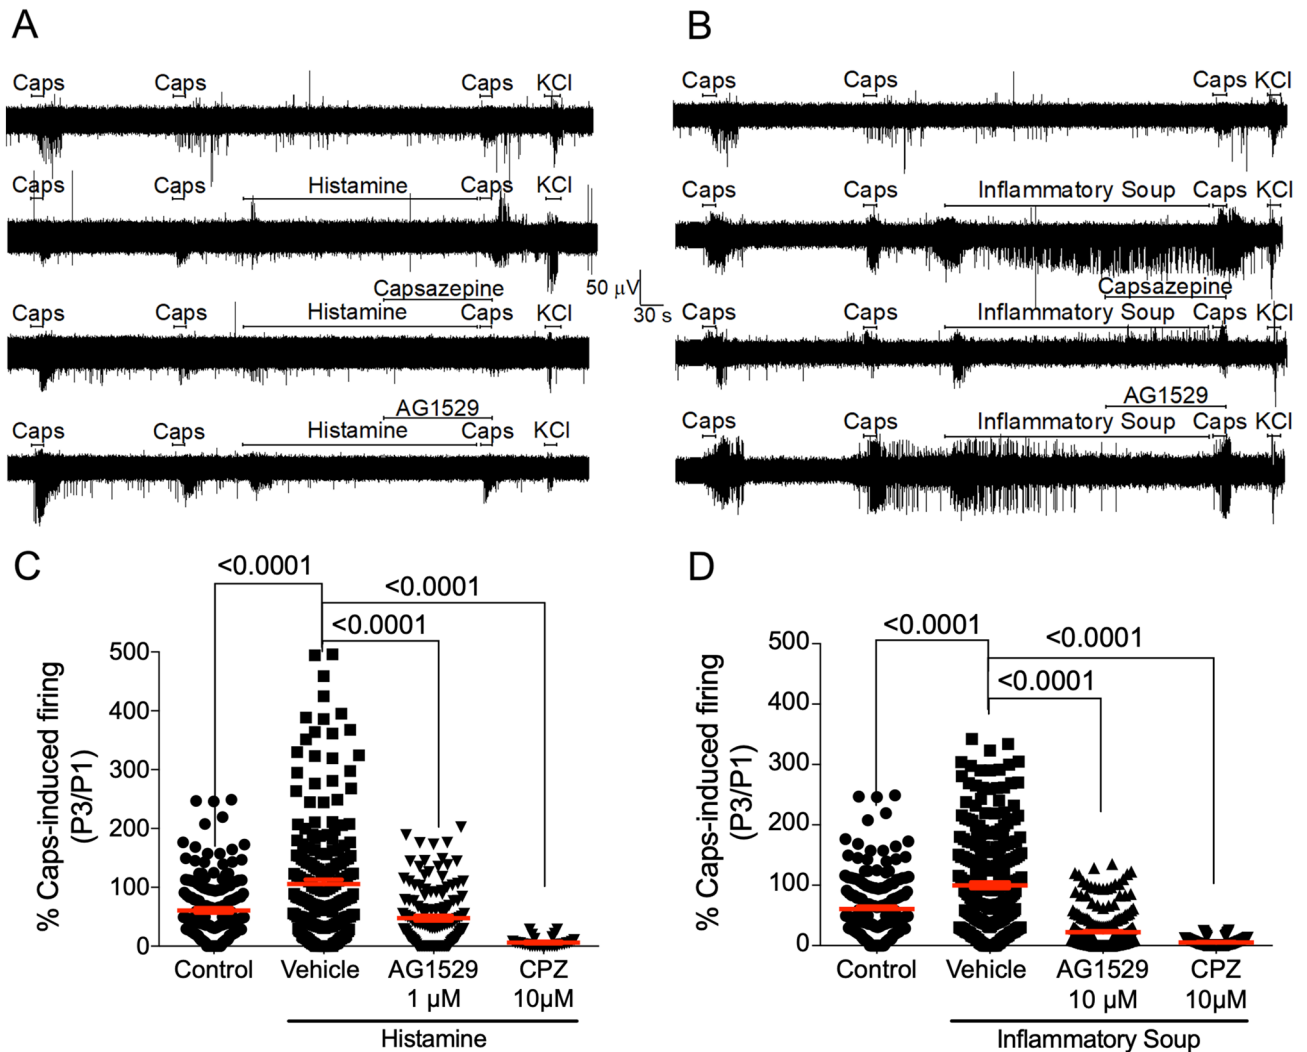 A
B
Caps Caps Caps KCl
Caps Caps Caps KCl
Caps Caps Histamine Caps KCl
Caps Caps Inflammatory Soup Caps KCl
50 µV
30 s
Capsazepine
Caps Caps Histamine Caps KCl
Capsazepine
Caps Caps Inflammatory Soup Caps KCl
AG1529
Caps Caps Histamine Caps KCl
AG1529
Caps Caps Inflammatory Soup Caps KCl
C
<0.0001
<0.0001
<0.0001
% Caps-induced firing
(P3/P1)
500
400
300
200
100
0
Control Vehicle AG1529 CPZ
1 µM 10µM
Histamine
D
<0.0001
<0.0001
<0.0001
% Caps-induced firing
(P3/P1)
500
400
300
200
100
0
Control Vehicle AG1529 CPZ
10 µM 10µM
Inflammatory Soup